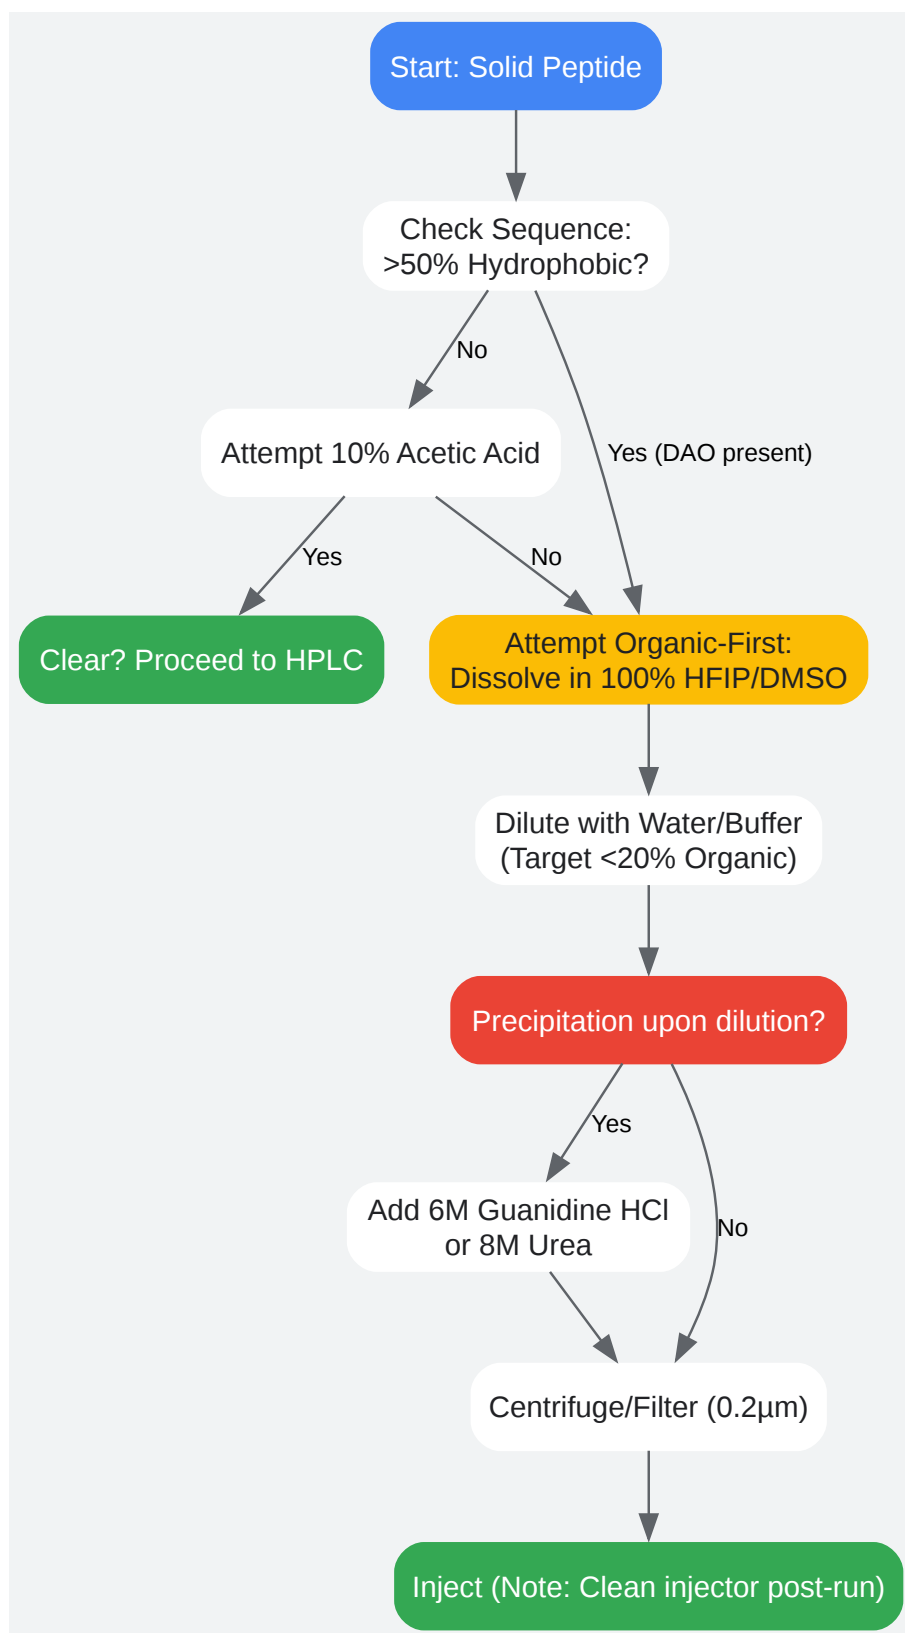 Start: Solid Peptide
Check Sequence:
>50% Hydrophobic?
No
Attempt 10% Acetic Acid
Yes (DAO present)
Yes
No
Clear? Proceed to HPLC
Attempt Organic-First:
Dissolve in 100% HFIP/DMSO
Dilute with Water/Buffer
(Target <20% Organic)
Precipitation upon dilution?
Yes
Add 6M Guanidine HCl
or 8M Urea
No
Centrifuge/Filter (0.2µm)
Inject (Note: Clean injector post-run)